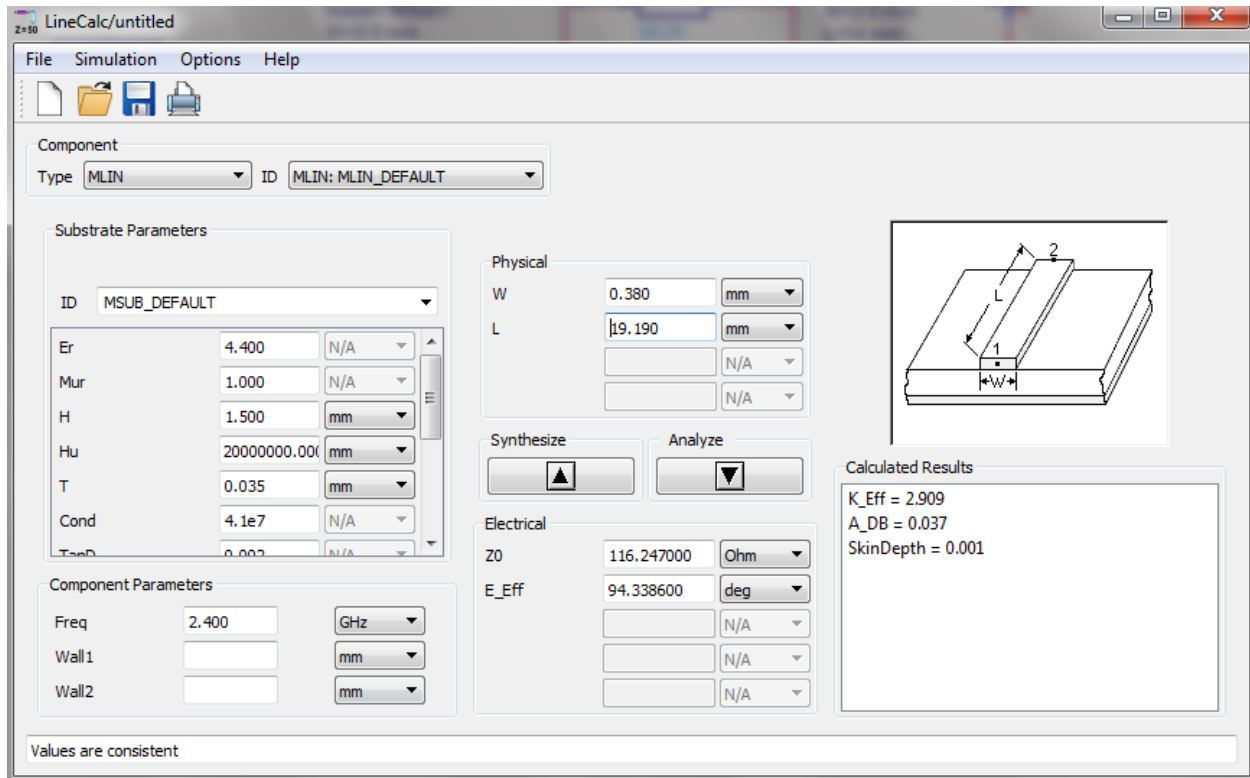 Z=50 LineCalc/untitled
File Simulation Options Help
Component
Type MLIN ID MLIN: MLIN_DEFAULT
Substrate Parameters
ID MSUB_DEFAULT
Er 4.400 N/A
Mur 1.000 N/A
H 1.500 mm
Hu 20000000.000 mm
T 0.035 mm
Cond 4.1e7 N/A
TanD 0.002 N/A
Component Parameters
Freq 2.400 GHz
Wall1 mm
Wall2 mm
Physical
W 0.380 mm
L 19.190 mm
N/A
N/A
Synthesize Analyze
Electrical
Z0 116.247000 Ohm
E_Eff 94.338600 deg
N/A
N/A
N/A
2
L
1
W
Calculated Results
K_Eff = 2.909
A_DB = 0.037
SkinDepth = 0.001
Values are consistent